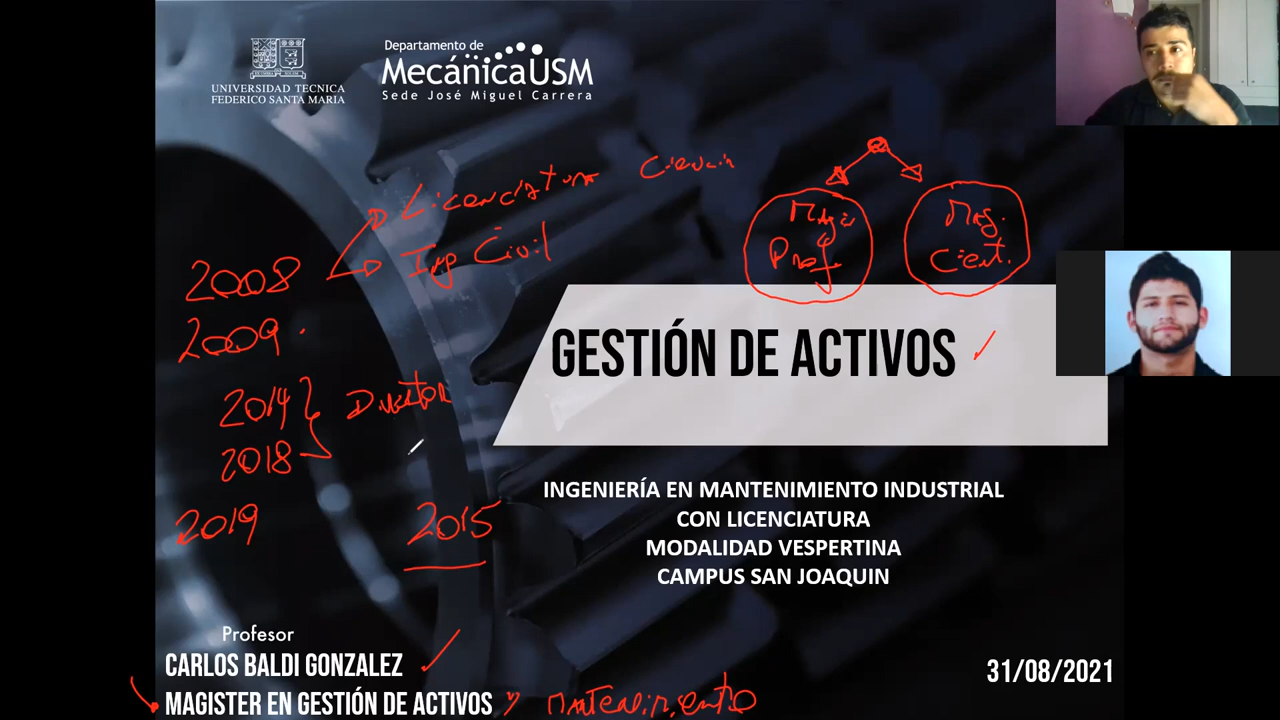 Departamento de
MecánicaUSM
Sede José Miguel Carrera
UNIVERSIDAD TECNICA
FEDERICO SANTA MARIA
Licenciatura
Ing Civil
2008
2009
2014
Director
2018
2019
2015
Prof
Mag.
Cient.
GESTIÓN DE ACTIVOS
INGENIERÍA EN MANTENIMIENTO INDUSTRIAL
CON LICENCIATURA
MODALIDAD VESPERTINA
CAMPUS SAN JOAQUIN
Profesor
CARLOS BALDI GONZALEZ
MAGISTER EN GESTIÓN DE ACTIVOS y mantenimiento
31/08/2021